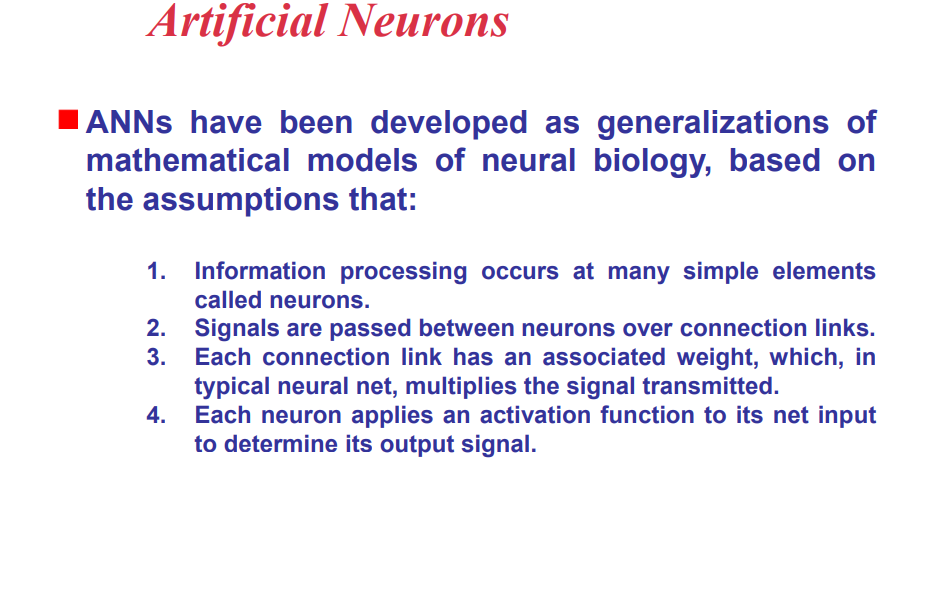 Artificial Neurons
ANNs have been developed as generalizations of
mathematical models of neural biology, based on
the assumptions that:
1. Information processing occurs at many simple elements
called neurons.
2. Signals are passed between neurons over connection links.
3. Each connection link has an associated weight, which, in
typical neural net, multiplies the signal transmitted.
4. Each neuron applies an activation function to its net input
to determine its output signal.